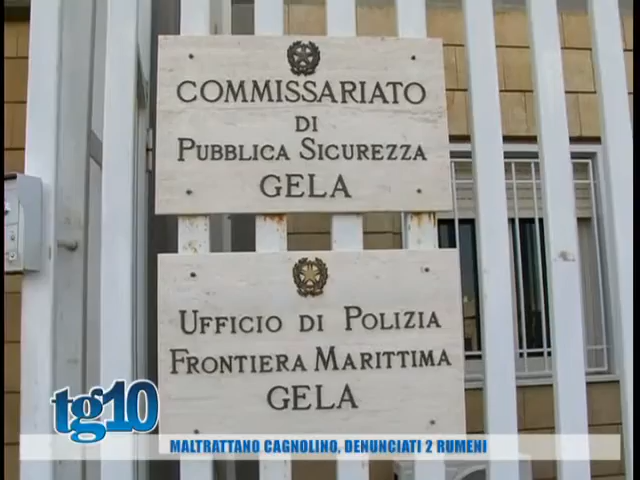 COMMISSARIATO
DI
PUBBLICA SICUREZZA
GELA
UFFICIO DI POLIZIA
FRONTIERA MARITTIMA
GELA
tg10
MALTRATTANO CAGNOLINO, DENUNCIATI 2 RUMENI